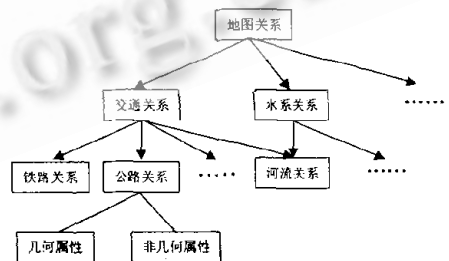 地图关系
交通关系
水系关系
……
铁路关系
公路关系
……
河流关系
……
几何属性
非几何属性
.org.